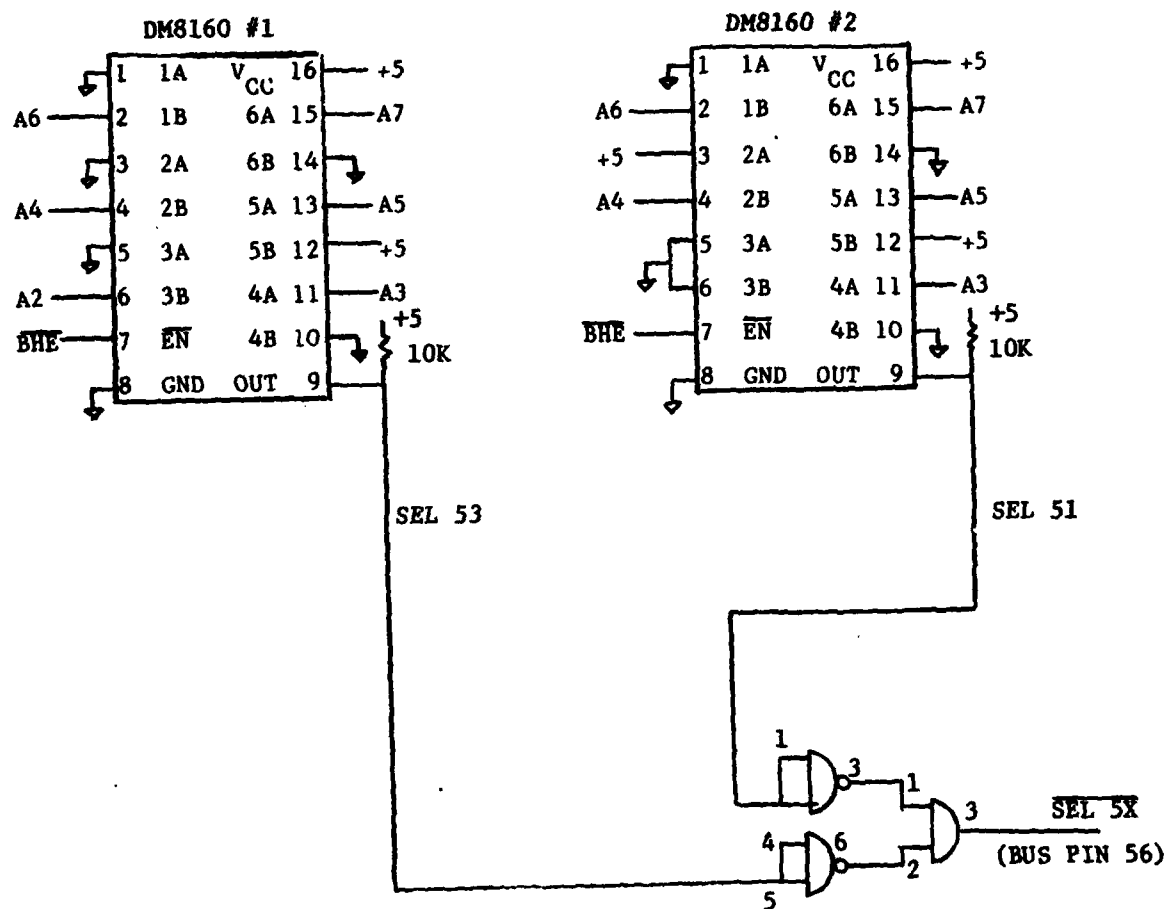 DM8160 #1
1 1A VCC 16 +5
A6 2 1B 6A 15 A7
3 2A 6B 14
A4 4 2B 5A 13 A5
5 3A 5B 12 +5
A2 6 3B 4A 11 A3
BHE 7 EN 4B 10
+5
10K
8 GND OUT 9
SEL 53
DM8160 #2
1 1A VCC 16 +5
A6 2 1B 6A 15 A7
+5 3 2A 6B 14
A4 4 2B 5A 13 A5
5 3A 5B 12 +5
6 3B 4A 11 A3
BHE 7 EN 4B 10
+5
10K
8 GND OUT 9
SEL 51
1
3
4
6
5
1
2
3
SEL 5X
(BUS PIN 56)